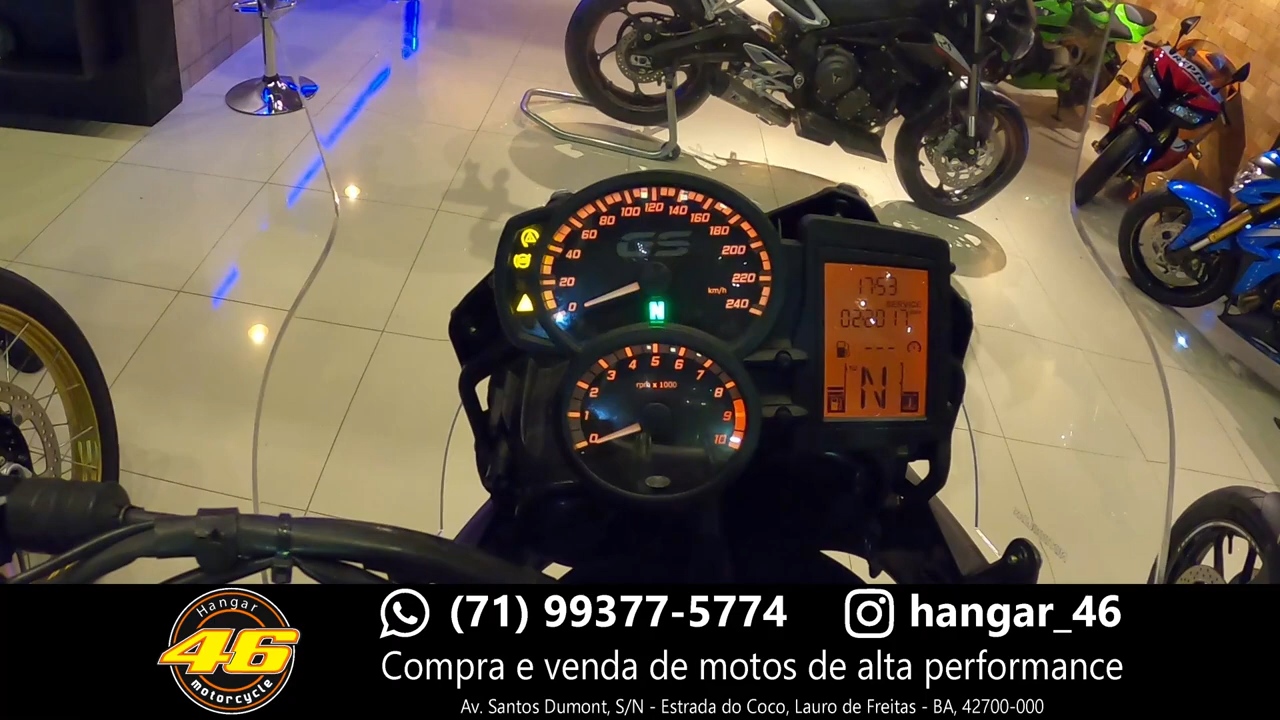 GS
0
20
40
60
80
100
120
140
160
180
200
220
240
km/h
N
0
1
2
3
4
5
6
7
8
9
10
rpm x 1000
17:53
SERVICE
022017
---
N
Hangar
46
motorcycle
(71) 99377-5774
hangar_46
Compra e venda de motos de alta performance
Av. Santos Dumont, S/N - Estrada do Coco, Lauro de Freitas - BA, 42700-000